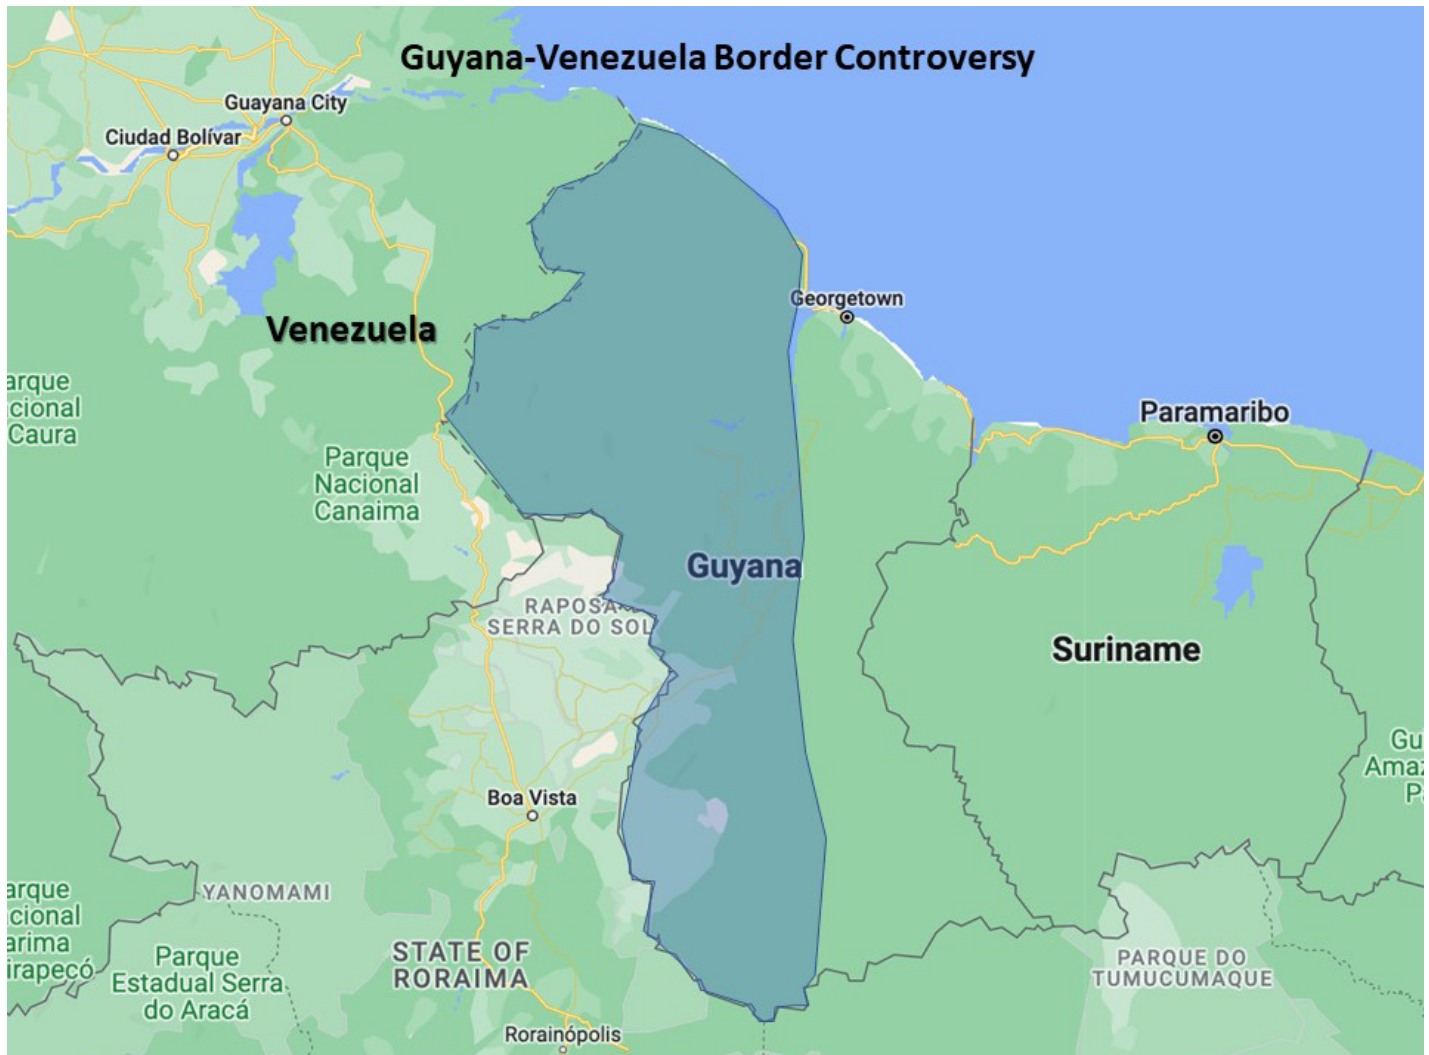 Guyana-Venezuela Border Controversy
Guayana City
Ciudad Bolívar
Georgetown
Venezuela
arque
cional
Caura
Paramaribo
Parque
Nacional
Canaima
Guyana
RAPOSA
SERRA DO SOL
Suriname
Gu
Ama
P
Boa Vista
arque
cional
arima
irapecó
YANOMAMI
Parque
Estadual Serra
do Aracá
STATE OF
RORAIMA
PARQUE DO
TUMUCUMAQUE
Rorainópolis